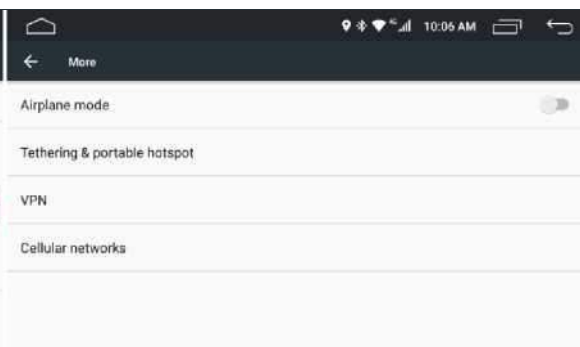 10:06 AM
More
Airplane mode
Tethering & portable hotspot
VPN
Cellular networks